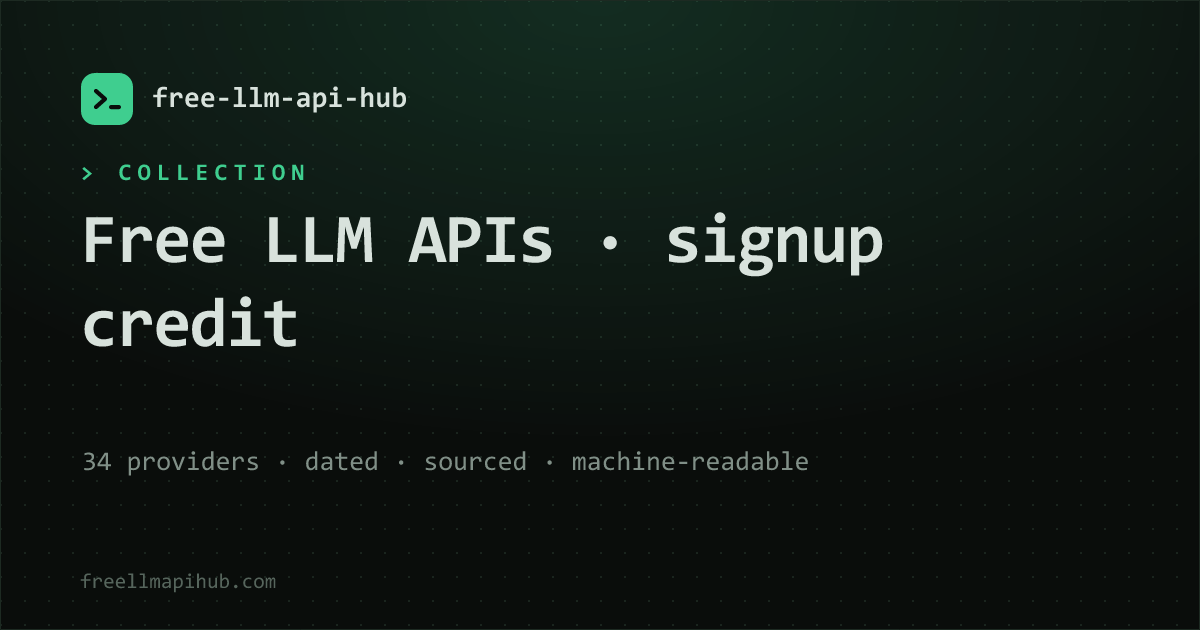 free-llm-api-hub
> COLLECTION
Free LLM APIs · signup
credit
34 providers · dated · sourced · machine-readable
freellmapihub.com